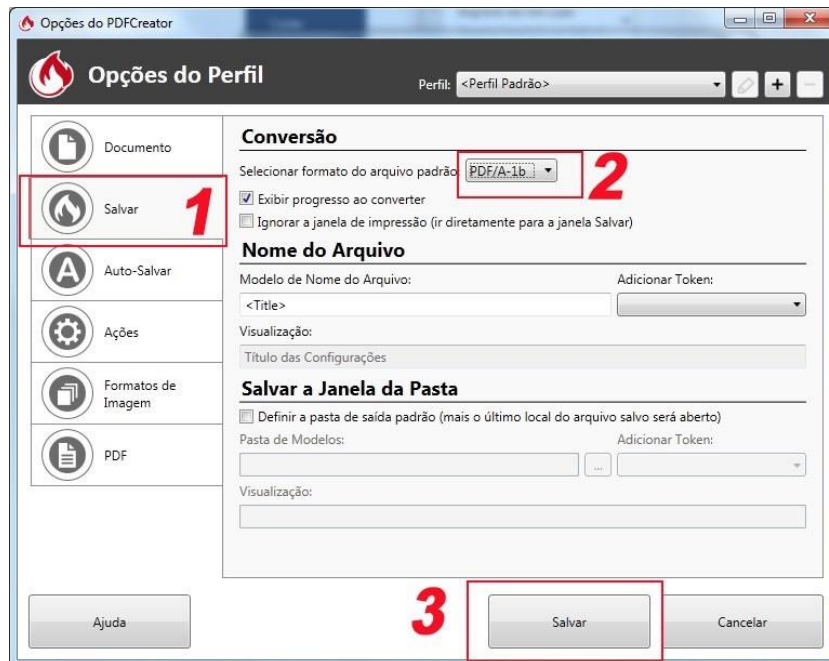 Opções do PDFCreator
Opções do Perfil
Perfil: <Perfil Padrão>
Documento
Salvar
1
Auto-Salvar
Ações
Formatos de
Imagem
PDF
Conversão
Selecionar formato do arquivo padrão PDF/A-1b
2
Exibir progresso ao converter
Ignorar a janela de impressão (ir diretamente para a janela Salvar)
Nome do Arquivo
Modelo de Nome do Arquivo: Adicionar Token:
<Title>
Visualização:
Título das Configurações
Salvar a Janela da Pasta
Definir a pasta de saída padrão (mais o último local do arquivo salvo será aberto)
Pasta de Modelos: Adicionar Token:
...
Visualização:
Ajuda
3
Salvar
Cancelar